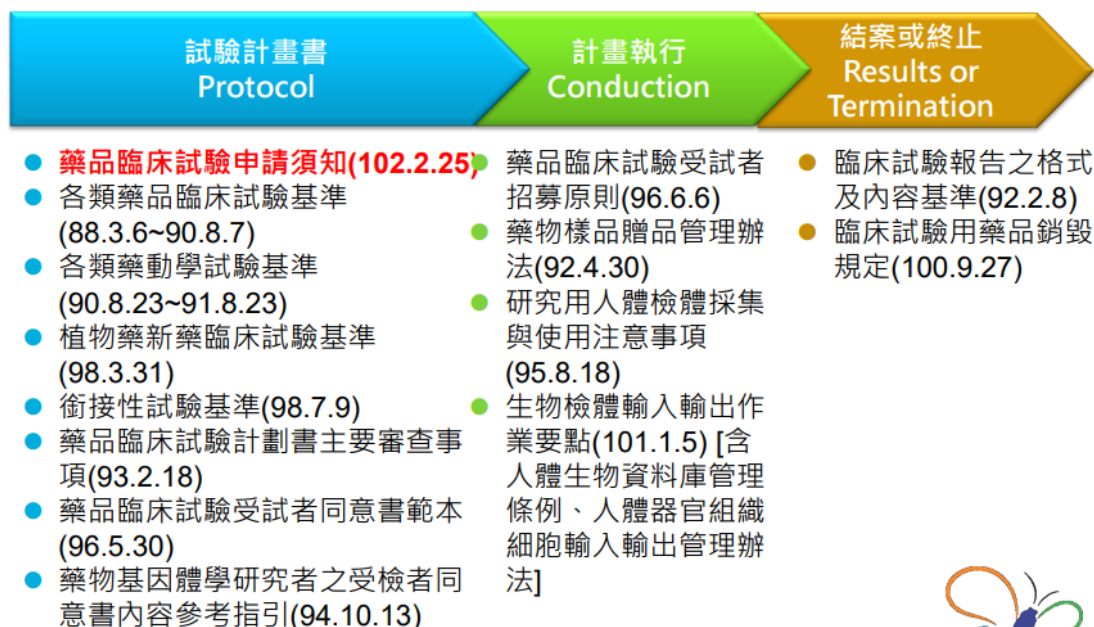 試驗計畫書
Protocol
計畫執行
Conduction
結案或終止
Results or
Termination
藥品臨床試驗申請須知(102.2.25)
各類藥品臨床試驗基準
(88.3.6~90.8.7)
各類藥動學試驗基準
(90.8.23~91.8.23)
植物藥新藥臨床試驗基準
(98.3.31)
銜接性試驗基準(98.7.9)
藥品臨床試驗計劃書主要審查事
項(93.2.18)
藥品臨床試驗受試者同意書範本
(96.5.30)
藥物基因體學研究者之受檢者同
意書內容參考指引(94.10.13)
藥品臨床試驗受試者
招募原則(96.6.6)
藥物樣品贈品管理辦
法(92.4.30)
研究用人體檢體採集
與使用注意事項
(95.8.18)
生物檢體輸入輸出作
業要點(101.1.5) [含
人體生物資料庫管理
條例、人體器官組織
細胞輸入輸出管理辦
法]
臨床試驗報告之格式
及內容基準(92.2.8)
臨床試驗用藥品銷毀
規定(100.9.27)